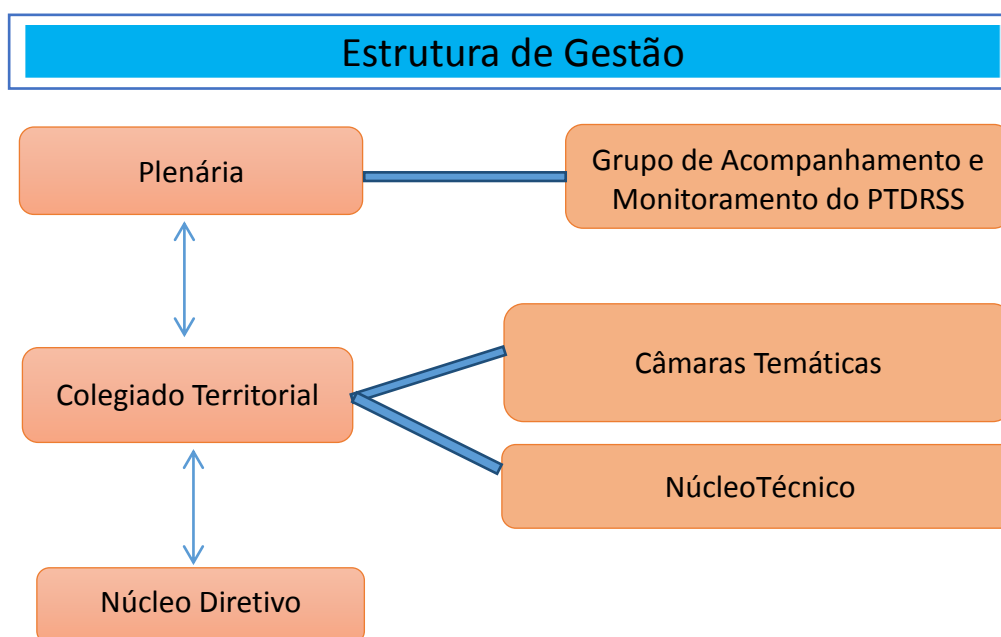 Estrutura de Gestão
Plenária
Grupo de Acompanhamento e
Monitoramento do PTDRSS
Colegiado Territorial
Câmaras Temáticas
NúcleoTécnico
Núcleo Diretivo